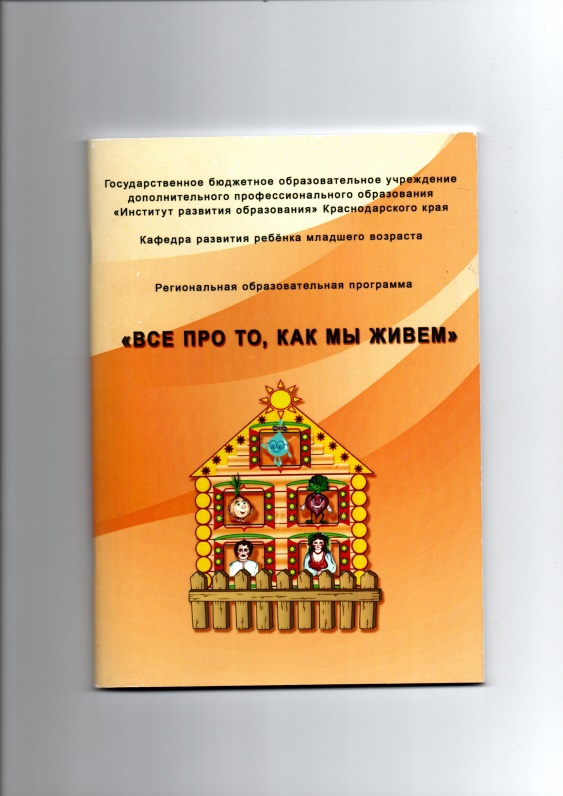 Государственное бюджетное образовательное учреждение
дополнительного профессионального образования
«Институт развития образования» Краснодарского края
Кафедра развития ребёнка младшего возраста
Региональная образовательная программа
«ВСЕ ПРО ТО, КАК МЫ ЖИВЕМ»